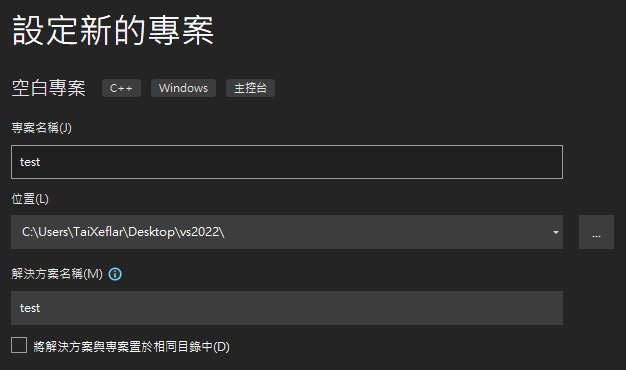 設定新的專案
空白專案 C++ Windows 主控台
專案名稱(J)
test
位置(L)
C:\Users\TaiXeflar\Desktop\vs2022\
...
解決方案名稱(M)
test
將解決方案與專案置於相同目錄中(D)